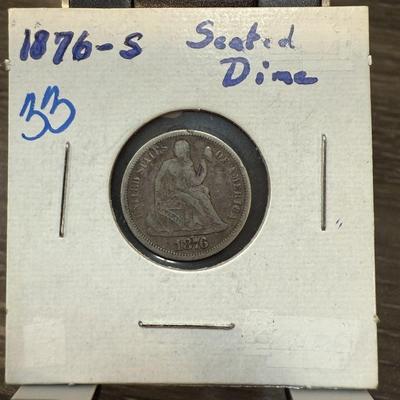 1876-S Seated
Dime
33
UNITED STATES OF AMERICA
1876